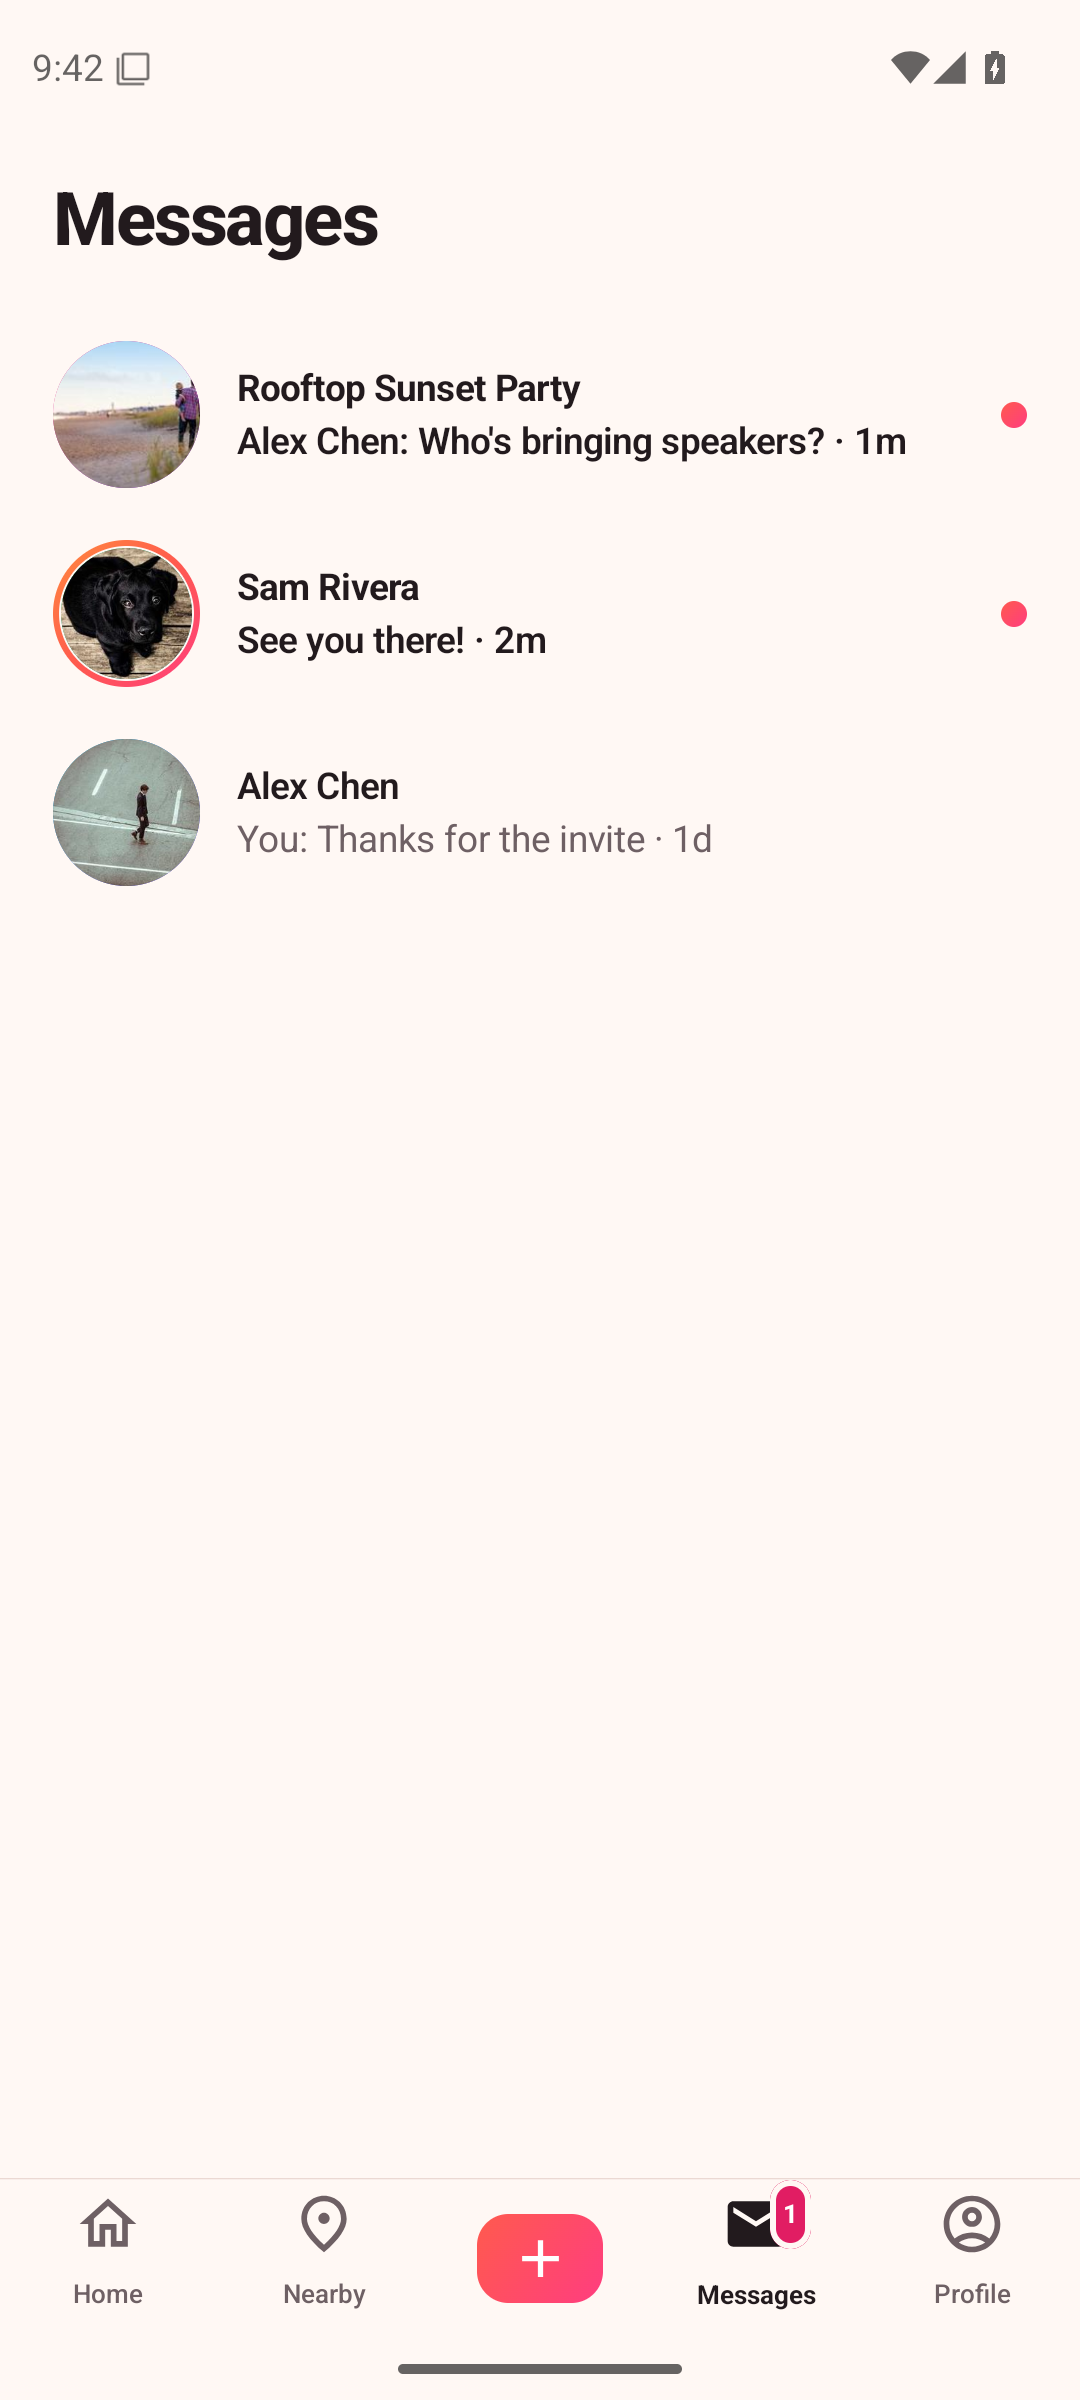 9:42
Messages
Rooftop Sunset Party
Alex Chen: Who's bringing speakers? · 1m
Sam Rivera
See you there! · 2m
Alex Chen
You: Thanks for the invite · 1d
1
Home
Nearby
Messages
Profile